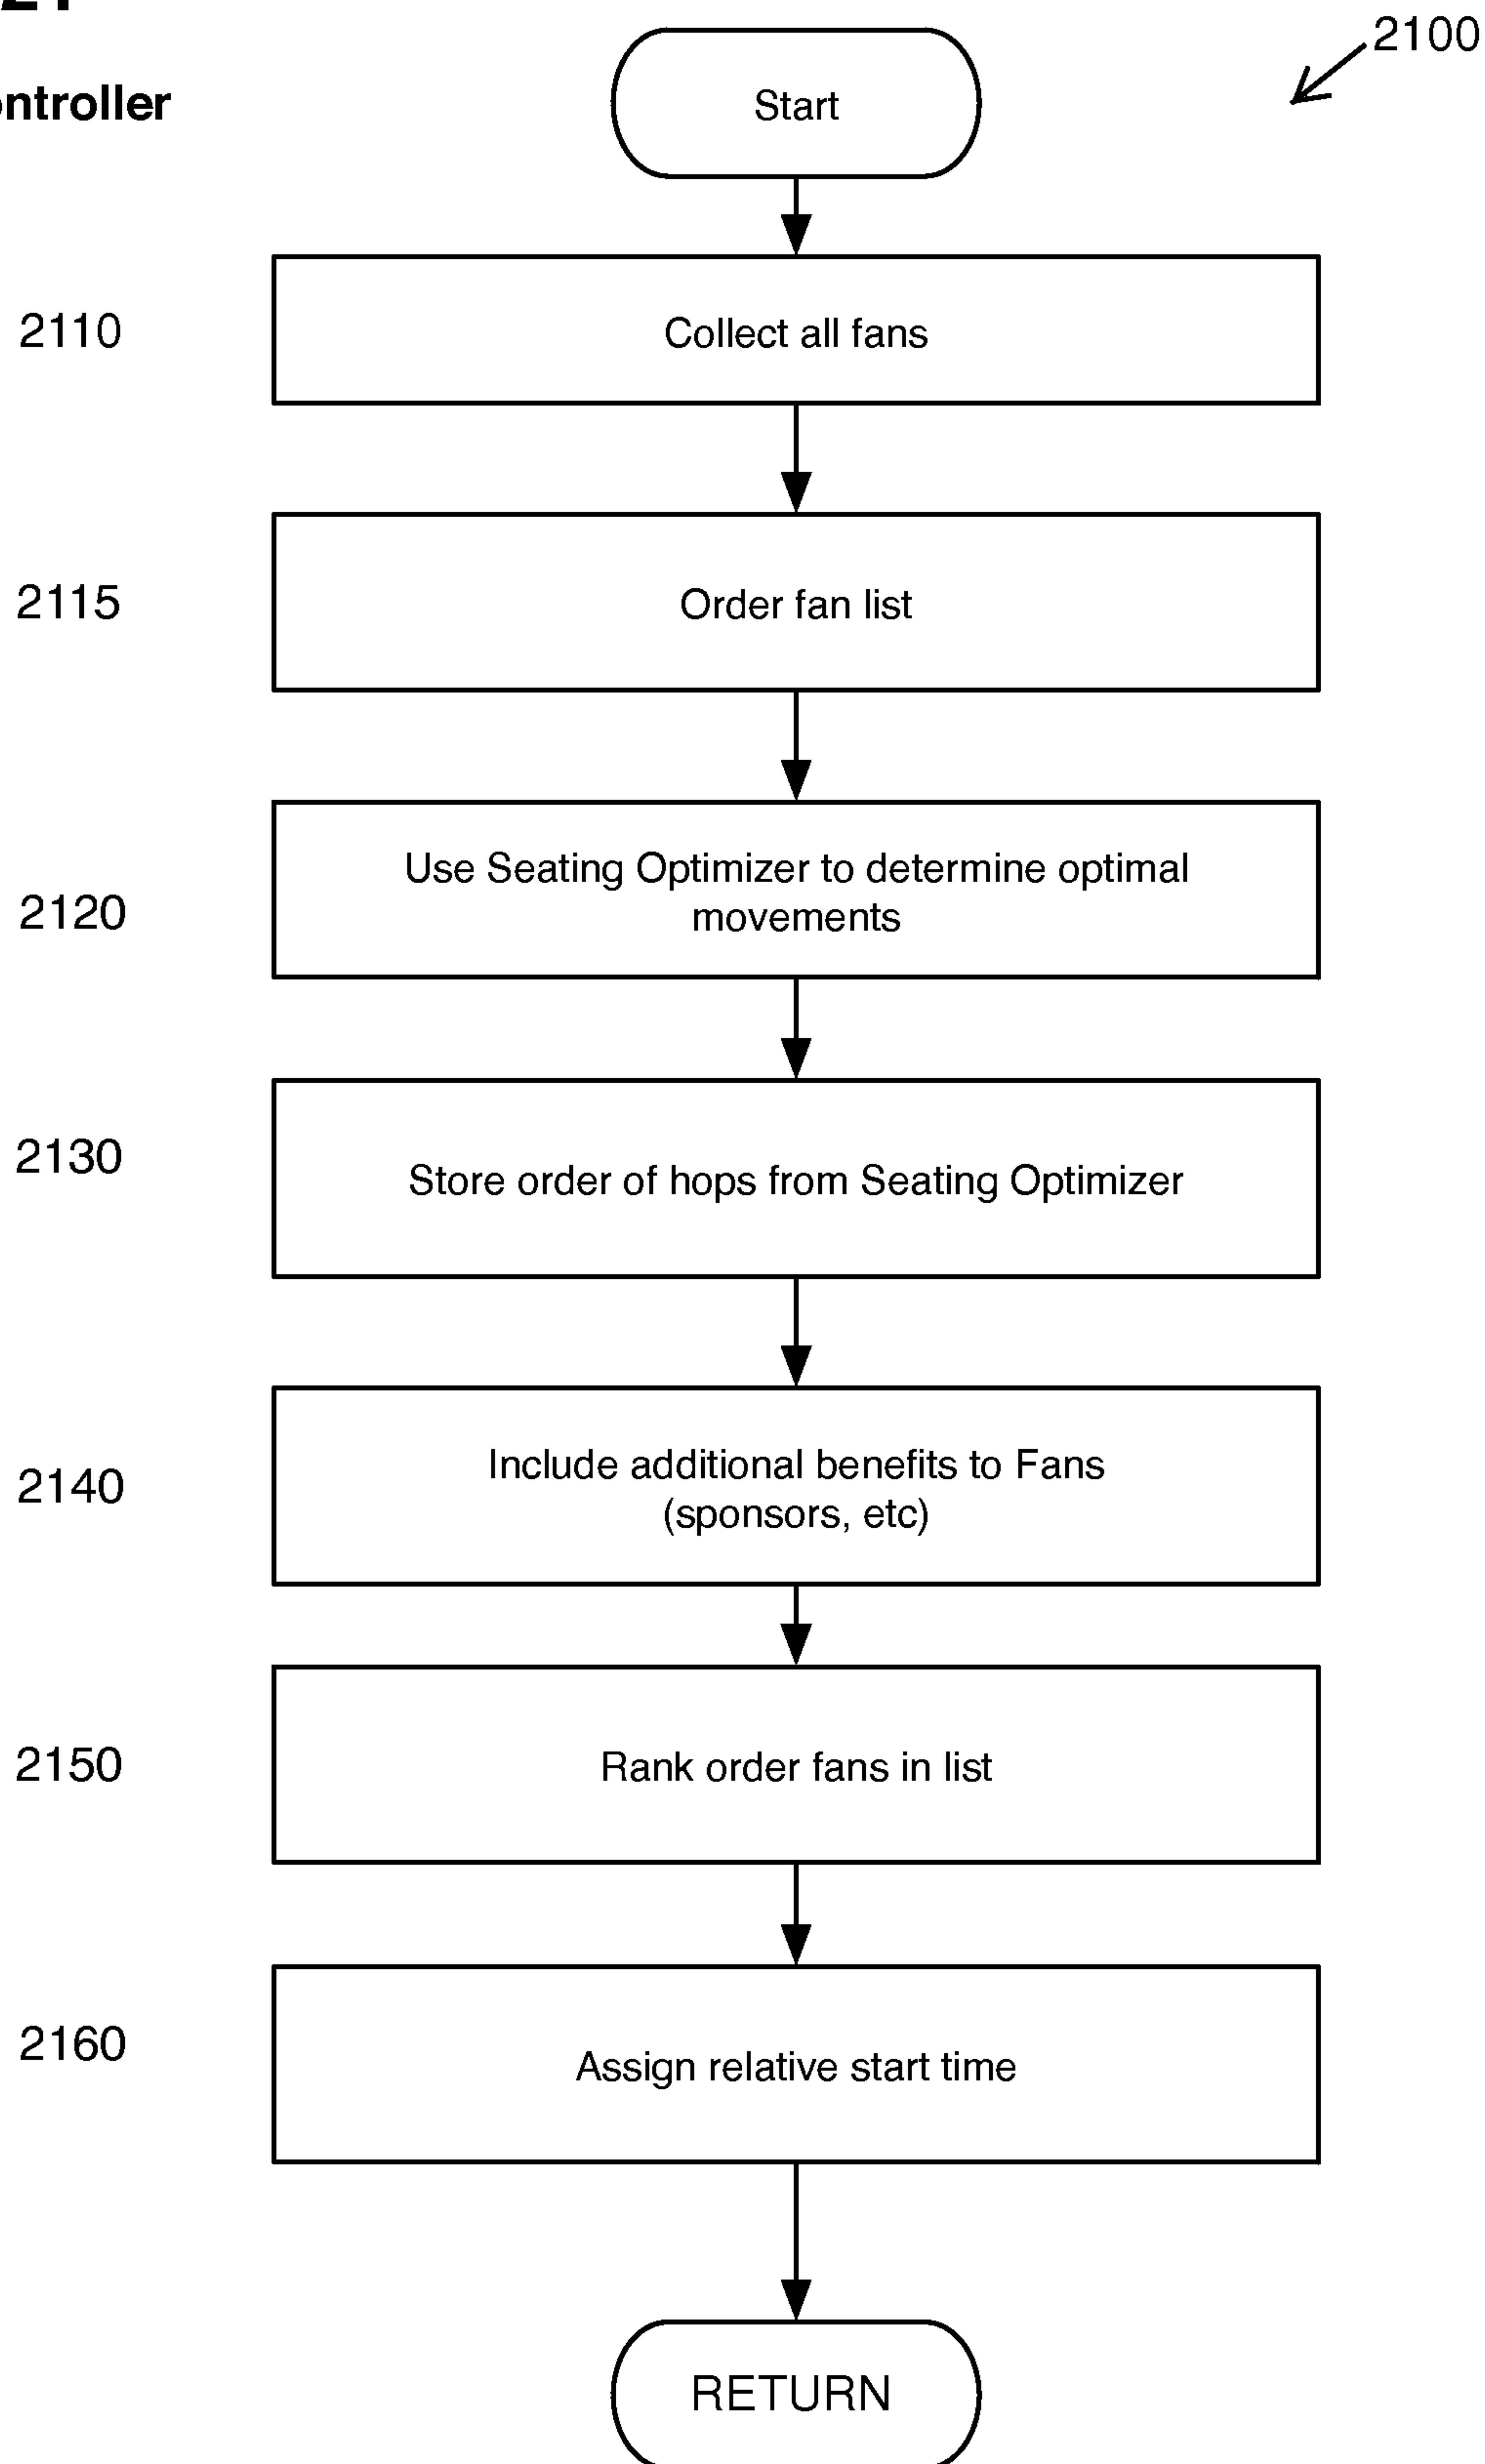 2100
Start
2110
Collect all fans
2115
Order fan list
2120
Use Seating Optimizer to determine optimal
movements
2130
Store order of hops from Seating Optimizer
2140
Include additional benefits to Fans
(sponsors, etc)
2150
Rank order fans in list
2160
Assign relative start time
RETURN